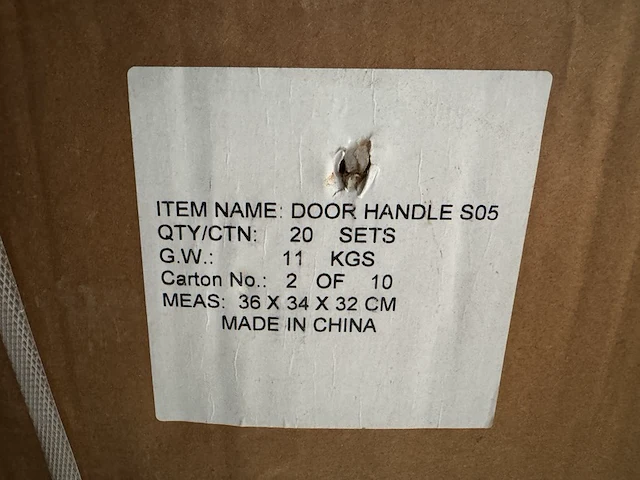 ITEM NAME: DOOR HANDLE S05
QTY/CTN: 20 SETS
G.W.: 11 KGS
Carton No.: 2 OF 10
MEAS: 36 X 34 X 32 CM
MADE IN CHINA